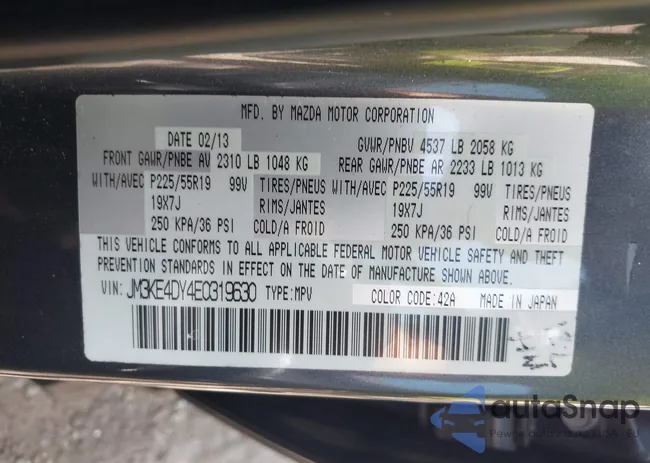 MFD. BY MAZDA MOTOR CORPORATION
DATE 02/13 GVWR/PNBV 4537 LB 2058 KG
FRONT GAWR/PNBE AV 2310 LB 1048 KG REAR GAWR/PNBE AR 2233 LB 1013 KG
WITH/AVEC P225/55R19 99V TIRES/PNEUS WITH/AVEC P225/55R19 99V TIRES/PNEUS
19X7J RIMS/JANTES 19X7J RIMS/JANTES
250 KPA/36 PSI COLD/A FROID 250 KPA/36 PSI COLD/A FROID
THIS VEHICLE CONFORMS TO ALL APPLICABLE FEDERAL MOTOR VEHICLE SAFETY AND THEFT
PREVENTION STANDARDS IN EFFECT ON THE DATE OF MANUFACTURE SHOWN ABOVE.
VIN: JM3KE4DY4E0319630 TYPE:MPV COLOR CODE:42A MADE IN JAPAN
autoSnap